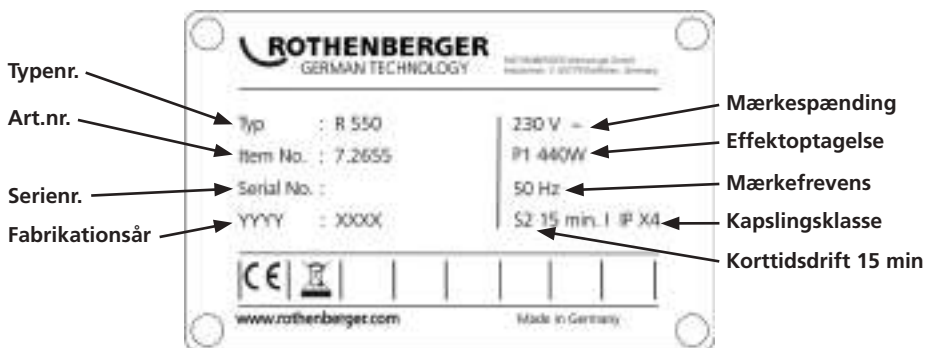 ROTHENBERGER
GERMAN TECHNOLOGY
Typenr.
Typ : R 550
230 V ~
Mærkespænding
Art.nr.
Item No. : 7.2655
P1 440W
Effektoptagelse
Serienr.
Serial No. :
50 Hz
Mærkefrevens
Fabrikationsår
YYYY : XXXX
S2 15 min. I IP X4
Kapslingsklasse
Korttidsdrift 15 min
CE
www.rothenberger.com
Made in Germany